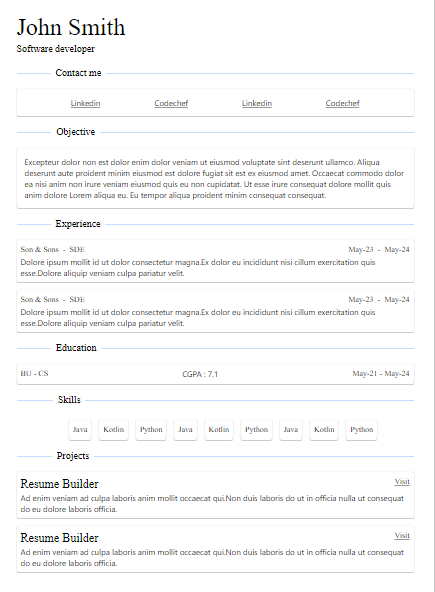 John Smith
Software developer
Contact me
Linkedin Codechef Linkedin Codechef
Objective
Excepteur dolor non est dolor enim dolor veniam ut eiusmod voluptate sint deserunt ullamco. Aliqua
deserunt aute proident minim eiusmod est dolore fugiat sit est ex eiusmod amet. Occaecat commodo dolor
ea nisi anim non irure veniam eiusmod quis eu non cupidatat. Ut esse irure consequat dolore mollit quis
anim dolore Lorem aliqua eu. Eu tempor aliqua proident minim consequat consequat.
Experience
Son & Sons - SDE May-23 - May-24
Dolore ipsum mollit id ut dolor consectetur magna.Ex dolor eu incididunt nisi cillum exercitation quis
esse.Dolore aliquip veniam culpa pariatur velit.
Son & Sons - SDE May-23 - May-24
Dolore ipsum mollit id ut dolor consectetur magna.Ex dolor eu incididunt nisi cillum exercitation quis
esse.Dolore aliquip veniam culpa pariatur velit.
Education
BU - CS CGPA : 7.1 May-21 - May-24
Skills
Java Kotlin Python Java Kotlin Python Java Kotlin Python
Projects
Resume Builder Visit
Ad enim veniam ad culpa laboris anim mollit occaecat qui.Non duis laboris do ut in officia nulla ut consequat
do eu dolore laboris officia.
Resume Builder Visit
Ad enim veniam ad culpa laboris anim mollit occaecat qui.Non duis laboris do ut in officia nulla ut consequat
do eu dolore laboris officia.